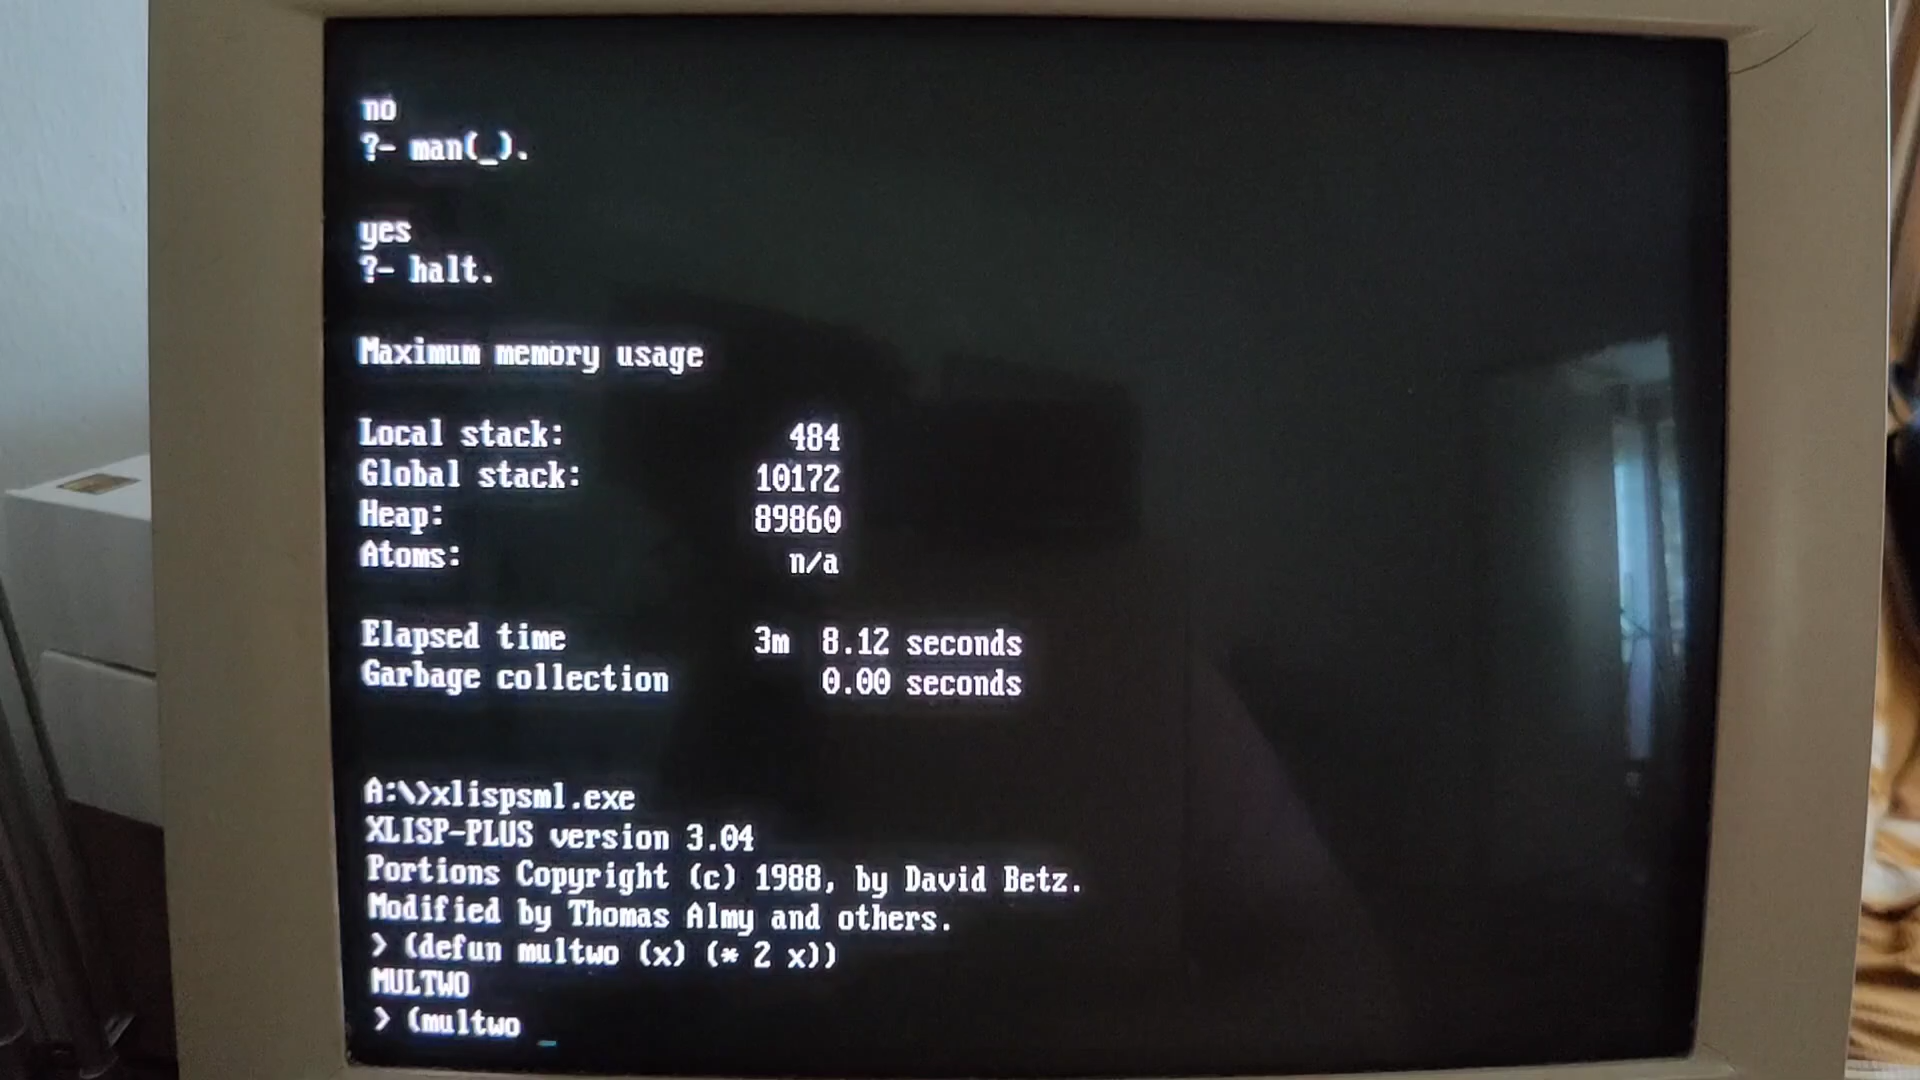 no
?- man(_).
yes
?- halt.
Maximum memory usage
Local stack: 484
Global stack: 10172
Heap: 89860
Atoms: n/a
Elapsed time 3m 8.12 seconds
Garbage collection 0.00 seconds
A:\>xlispsml.exe
XLISP-PLUS version 3.04
Portions Copyright (c) 1988, by David Betz.
Modified by Thomas Almy and others.
> (defun multwo (x) (* 2 x))
MULTWO
> (multwo _